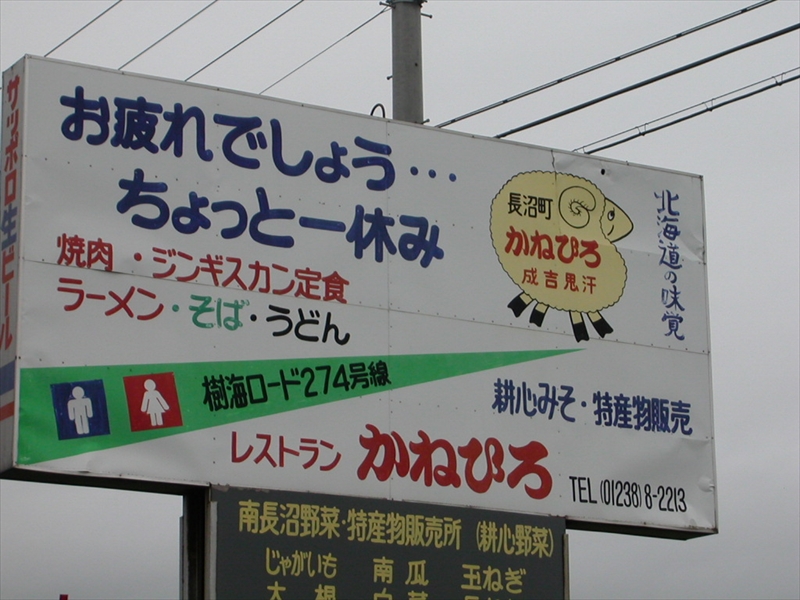 サッポロ生ビール
お疲れでしょう…
ちょっと一休み
焼肉・ジンギスカン定食
ラーメン・そば・うどん
長沼町
かねひろ
成吉思汗
北海道の味覚
樹海ロード274号線
耕心みそ・特産物販売
レストラン かねひろ
TEL (01238) 8-2213
南長沼野菜・特産物販売所 (耕心野菜)
じゃがいも 南瓜 玉ねぎ
大根 白菜